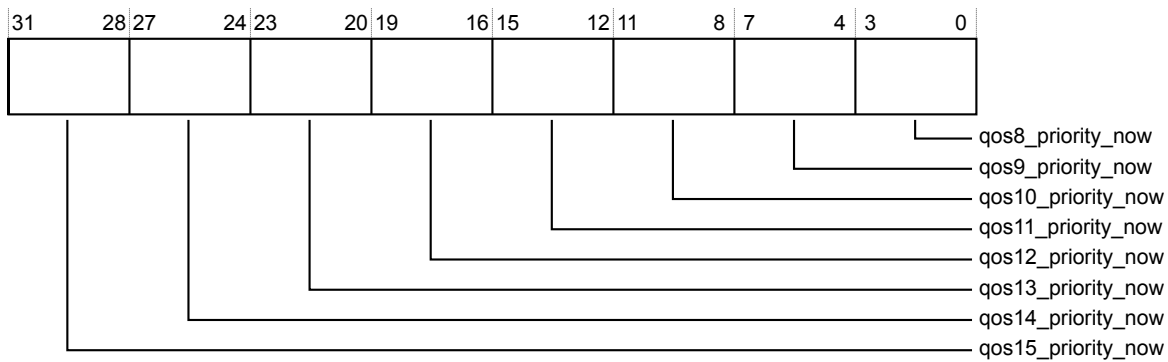 31 28 27 24 23 20 19 16 15 12 11 8 7 4 3 0
qos8_priority_now
qos9_priority_now
qos10_priority_now
qos11_priority_now
qos12_priority_now
qos13_priority_now
qos14_priority_now
qos15_priority_now